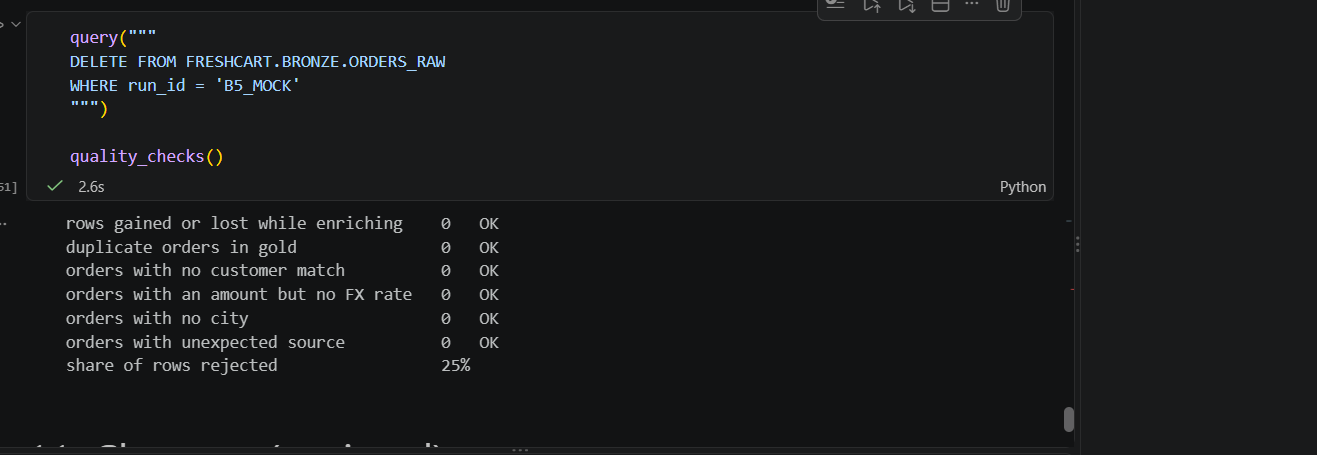 query("""
DELETE FROM FRESHCART.BRONZE.ORDERS_RAW
WHERE run_id = 'B5_MOCK'
""")
quality_checks()
51]
2.6s
Python
rows gained or lost while enriching 0 OK
duplicate orders in gold 0 OK
orders with no customer match 0 OK
orders with an amount but no FX rate 0 OK
orders with no city 0 OK
orders with unexpected source 0 OK
share of rows rejected 25%